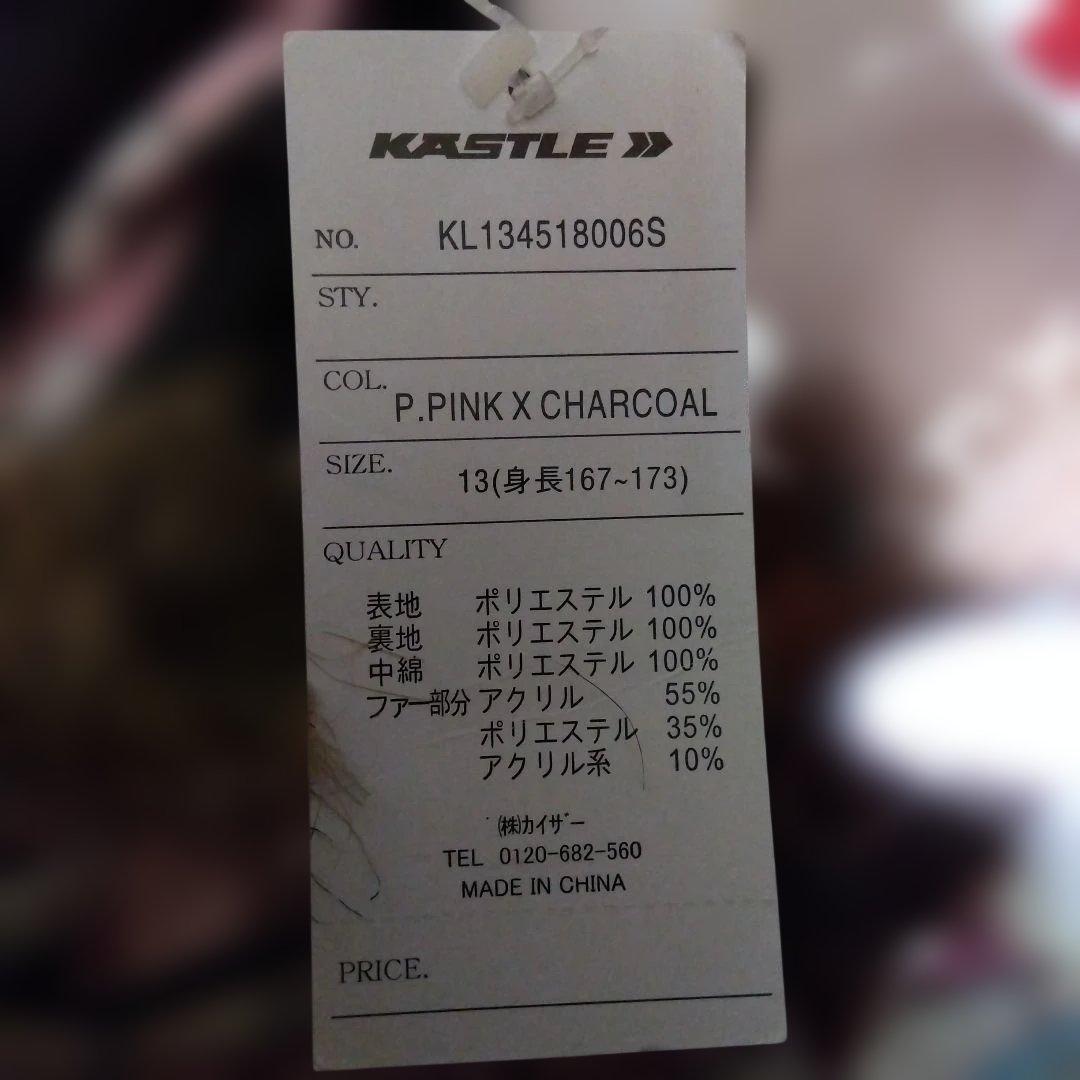 KASTLE
NO. KL134518006S
STY.
COL. P.PINK X CHARCOAL
SIZE. 13(身長167~173)
QUALITY
表地 ポリエステル 100%
裏地 ポリエステル 100%
中綿 ポリエステル 100%
ファー部分 アクリル 55%
ポリエステル 35%
アクリル系 10%
㈱カイザー
TEL 0120-682-560
MADE IN CHINA
PRICE.